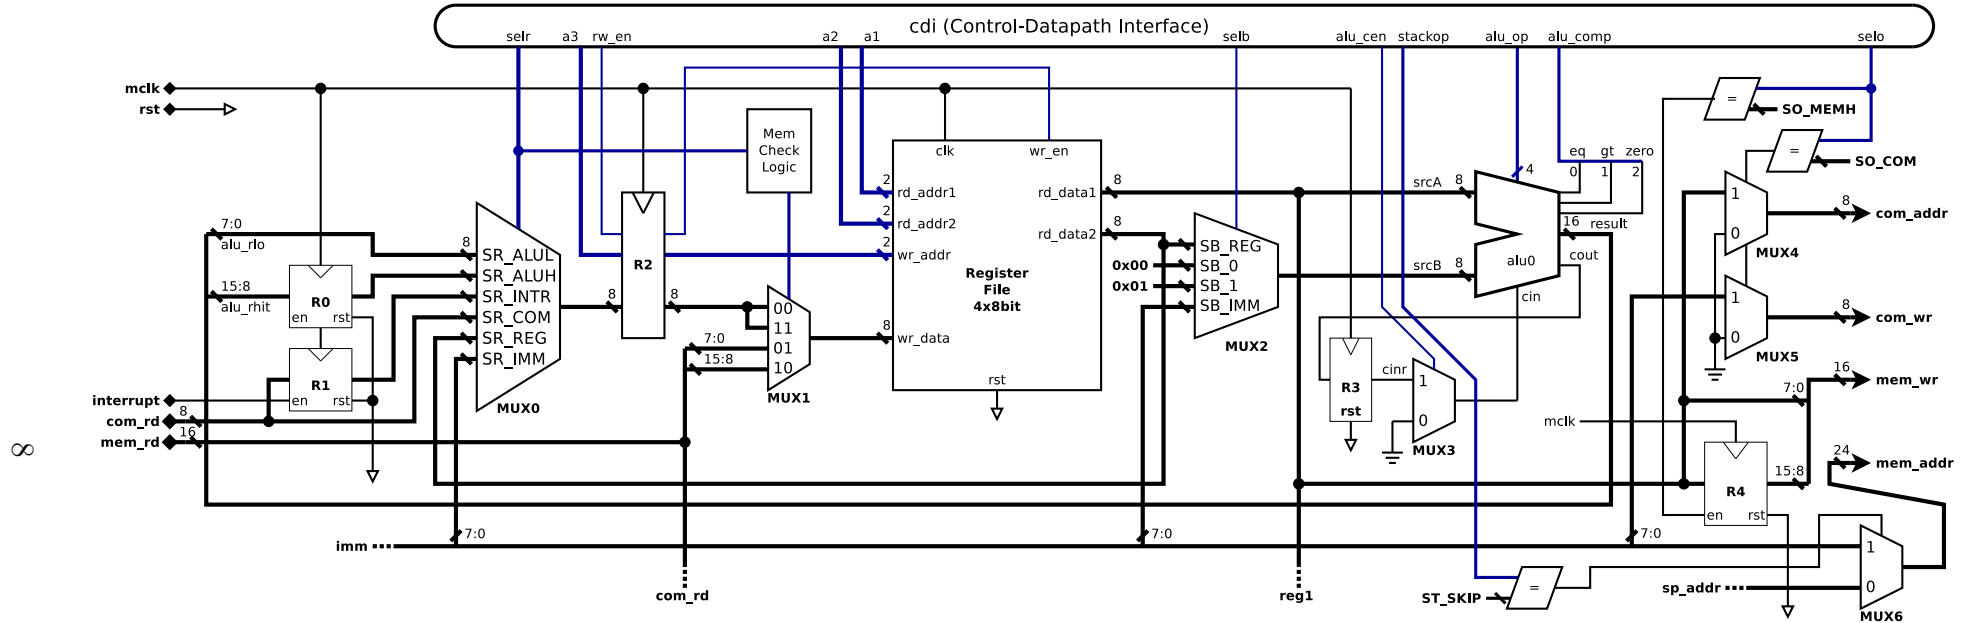 cdi (Control-Datapath Interface)
selr a3 rw_en a2 a1 selb alu_cen stackop alu_op alu_comp selo
mclk
rst
=
SO_MEMH
=
SO_COM
Mem
Check
Logic
clk wr_en
2 rd_addr1
2 rd_addr2
2 wr_addr
wr_data
8
rd_data1 8
rd_data2 8
Register
File
4x8bit
rst
srcA 8
srcB 8
4
eq gt zero
0 1 2
16 result
cout
alu0
cin
7:0
alu_rlo
15:8
alu_rhit
R0
en rst
R1
en rst
8
SR_ALUL
SR_ALUH
SR_INTR
SR_COM
SR_REG
SR_IMM
MUX0
8
R2
8
00
11
01
10
7:0
15:8
MUX1
SB_REG
0x00 SB_0
0x01 SB_1
SB_IMM
MUX2
R3
rst
cinr
1
0
MUX3
1
0
MUX4
8
com_addr
1
0
MUX5
8
com_wr
16
mem_wr
7:0
mclk
24
mem_addr
15:8
R4
en rst
interrupt
com_rd 8
mem_rd 16
∞
imm
7:0
7:0
7:0
com_rd
reg1
ST_SKIP
=
sp_addr
1
0
MUX6